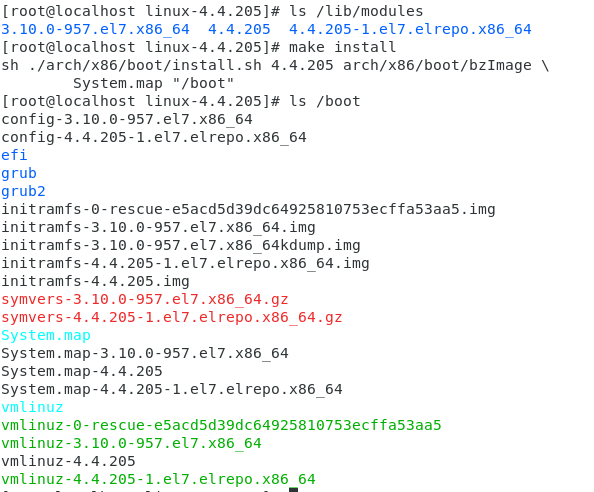 [root@localhost linux-4.4.205]# ls /lib/modules
3.10.0-957.el7.x86_64  4.4.205  4.4.205-1.el7.elrepo.x86_64
[root@localhost linux-4.4.205]# make install
sh ./arch/x86/boot/install.sh 4.4.205 arch/x86/boot/bzImage \
        System.map "/boot"
[root@localhost linux-4.4.205]# ls /boot
config-3.10.0-957.el7.x86_64
config-4.4.205-1.el7.elrepo.x86_64
efi
grub
grub2
initramfs-0-rescue-e5acd5d39dc64925810753ecffa53aa5.img
initramfs-3.10.0-957.el7.x86_64.img
initramfs-3.10.0-957.el7.x86_64kdump.img
initramfs-4.4.205-1.el7.elrepo.x86_64.img
initramfs-4.4.205.img
symvers-3.10.0-957.el7.x86_64.gz
symvers-4.4.205-1.el7.elrepo.x86_64.gz
System.map
System.map-3.10.0-957.el7.x86_64
System.map-4.4.205
System.map-4.4.205-1.el7.elrepo.x86_64
vmlinuz
vmlinuz-0-rescue-e5acd5d39dc64925810753ecffa53aa5
vmlinuz-3.10.0-957.el7.x86_64
vmlinuz-4.4.205
vmlinuz-4.4.205-1.el7.elrepo.x86_64